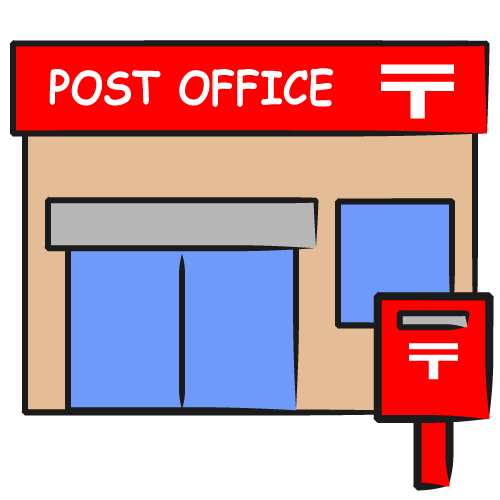 POST OFFICE 〒
〒